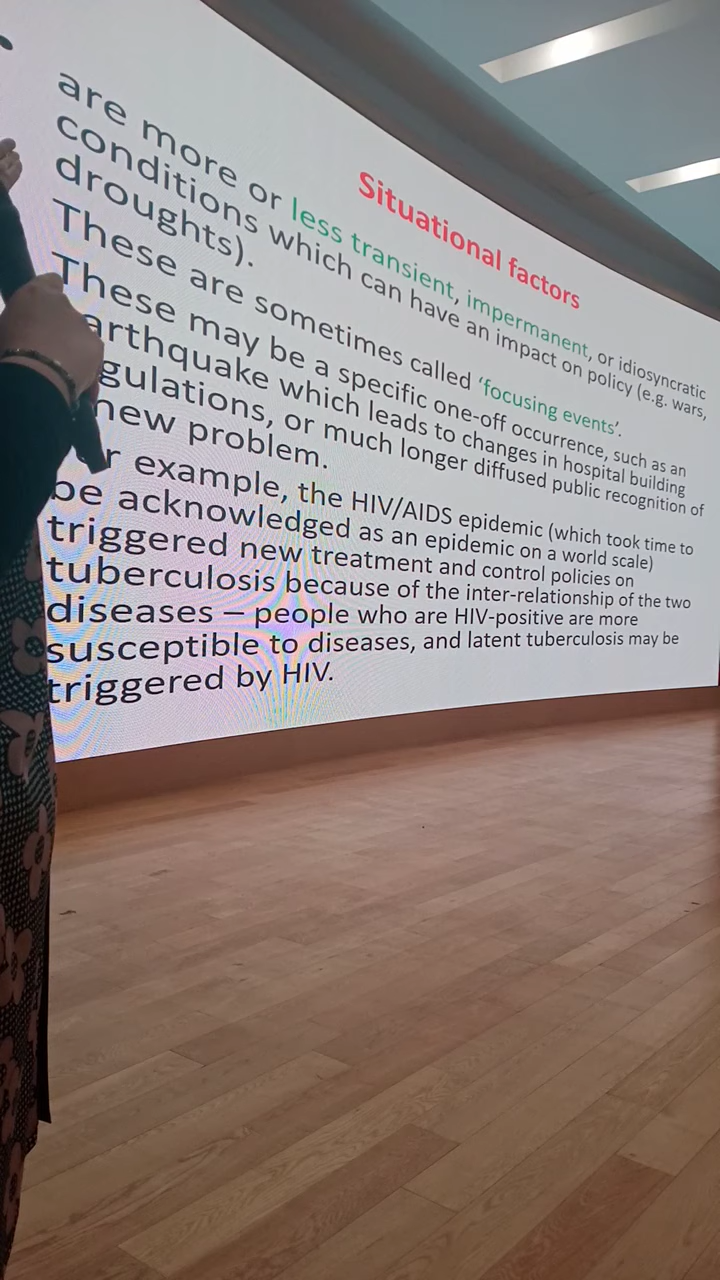 Situational factors
are more or less transient, impermanent, or idiosyncratic
conditions which can have an impact on policy (e.g. wars,
droughts).
These are sometimes called ‘focusing events’.
These may be a specific one-off occurrence, such as an
arthquake which leads to changes in hospital building
gulations, or much longer diffused public recognition of
new problem.
r example, the HIV/AIDS epidemic (which took time to
be acknowledged as an epidemic on a world scale)
triggered new treatment and control policies on
tuberculosis because of the inter-relationship of the two
diseases – people who are HIV-positive are more
susceptible to diseases, and latent tuberculosis may be
triggered by HIV.